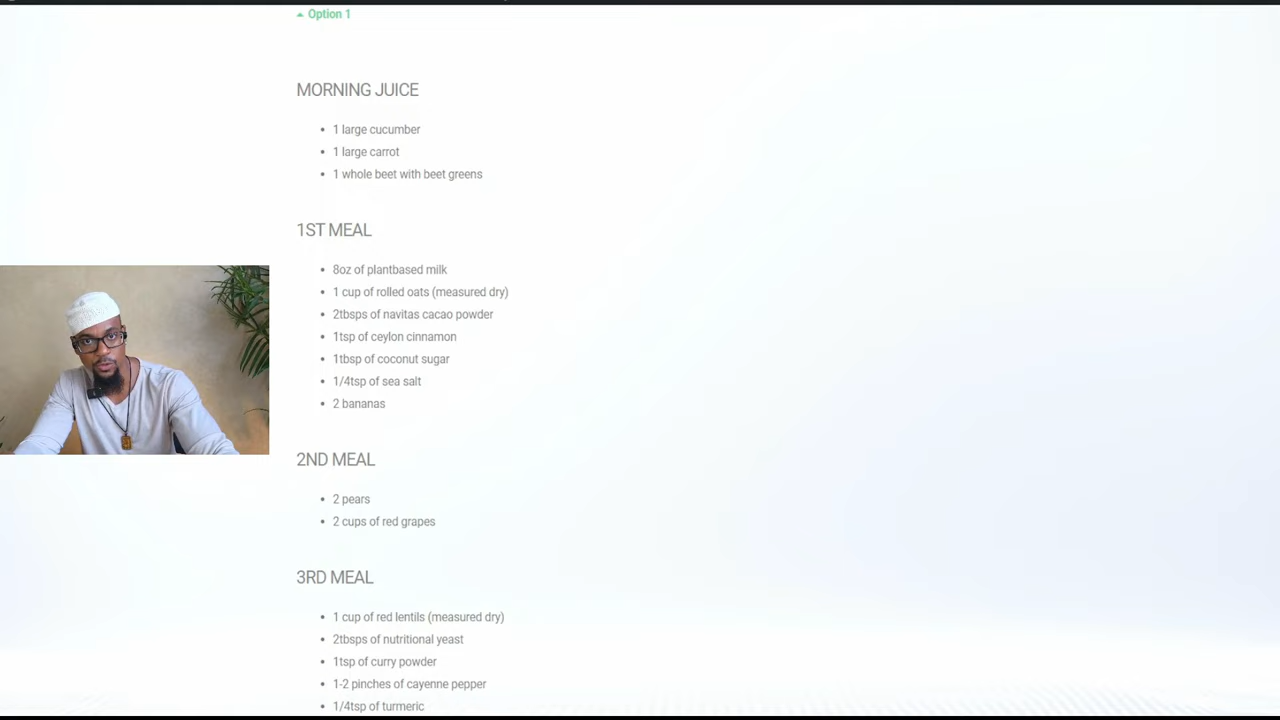 Option 1
MORNING JUICE
1 large cucumber
1 large carrot
1 whole beet with beet greens
1ST MEAL
8oz of plantbased milk
1 cup of rolled oats (measured dry)
2tbsps of navitas cacao powder
1tsp of ceylon cinnamon
1tbsp of coconut sugar
1/4tsp of sea salt
2 bananas
2ND MEAL
2 pears
2 cups of red grapes
3RD MEAL
1 cup of red lentils (measured dry)
2tbsps of nutritional yeast
1tsp of curry powder
1-2 pinches of cayenne pepper
1/4tsp of turmeric